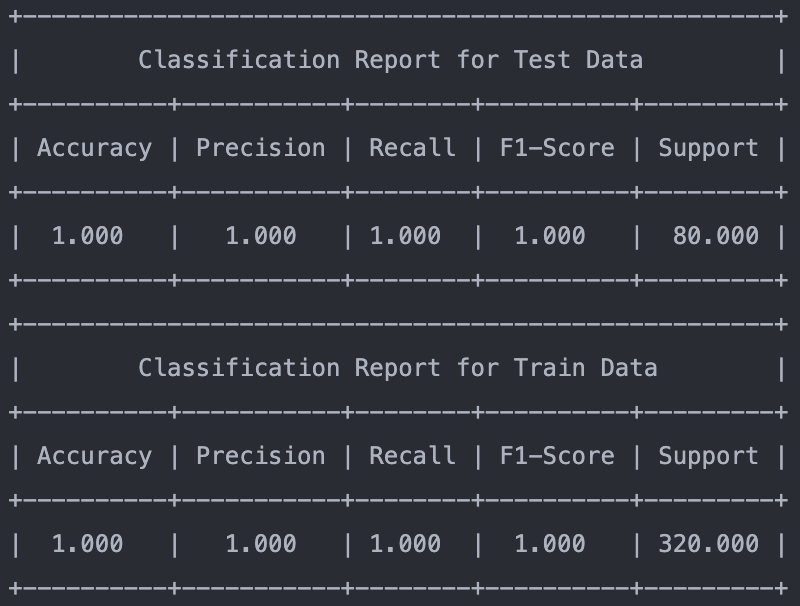 +----------------------------------------------------+
|        Classification Report for Test Data         |
+----------+-----------+--------+----------+---------+
| Accuracy | Precision | Recall | F1-Score | Support |
+----------+-----------+--------+----------+---------+
|  1.000   |   1.000   | 1.000  |  1.000   |  80.000 |
+----------+-----------+--------+----------+---------+
+----------------------------------------------------+
|        Classification Report for Train Data        |
+----------+-----------+--------+----------+---------+
| Accuracy | Precision | Recall | F1-Score | Support |
+----------+-----------+--------+----------+---------+
|  1.000   |   1.000   | 1.000  |  1.000   | 320.000 |
+----------+-----------+--------+----------+---------+